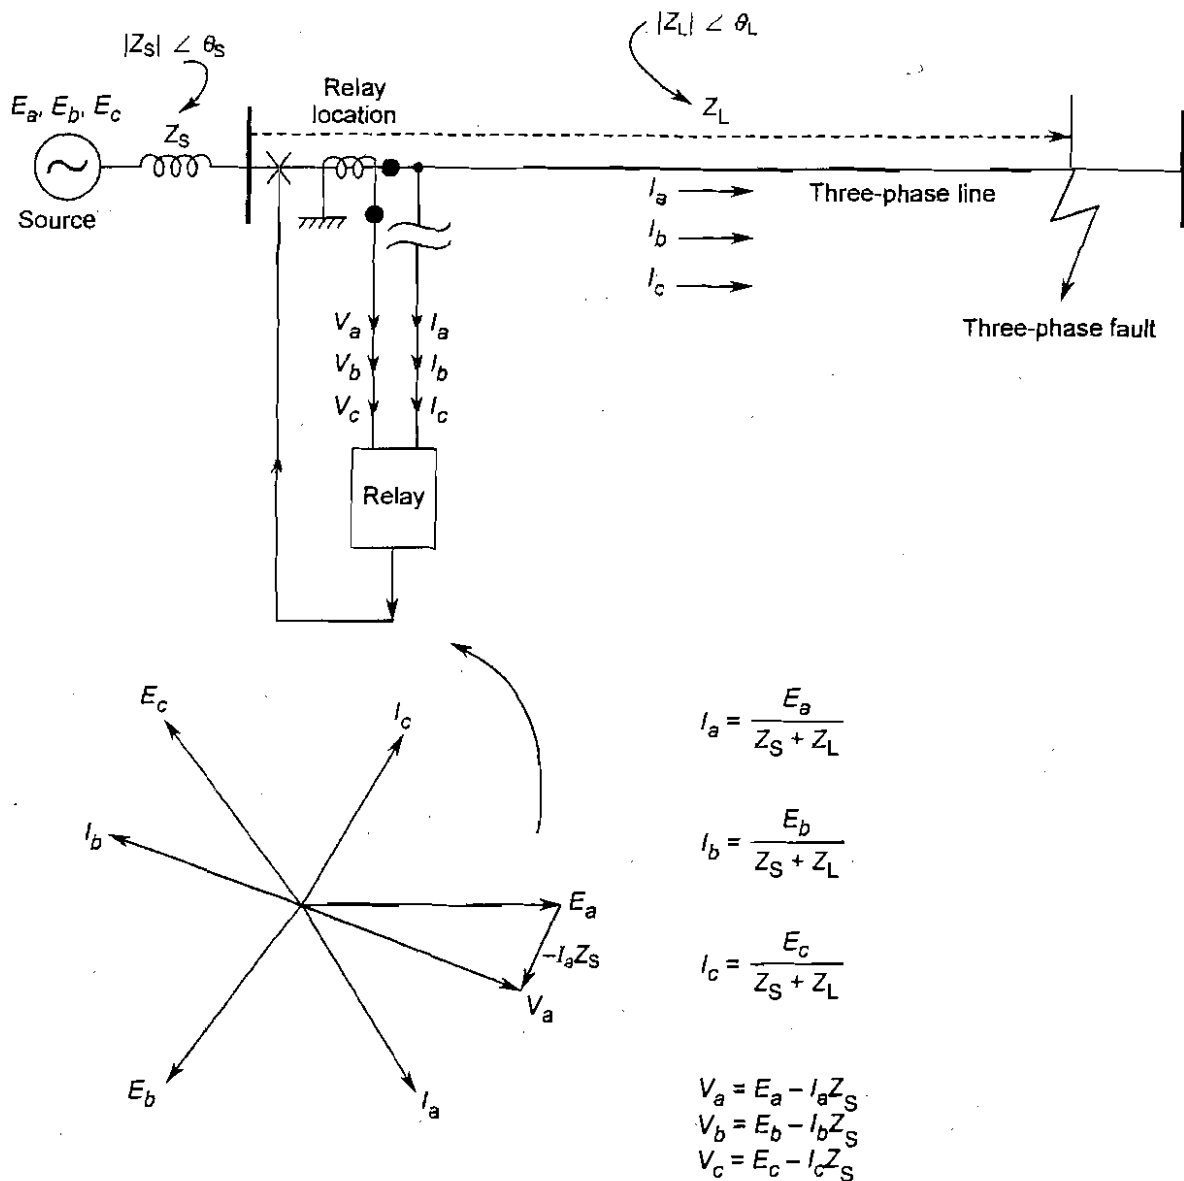 |Z_S| ∠ θ_S
|Z_L| ∠ θ_L
E_a, E_b, E_c
Relay
location
Z_S
Z_L
Source
I_a
Three-phase line
I_b
I_c
V_a
I_a
V_b
I_b
V_c
I_c
Three-phase fault
Relay
E_c
I_c
I_a = E_a / (Z_S + Z_L)
I_b
I_b = E_b / (Z_S + Z_L)
E_a
–I_aZ_S
V_a
I_c = E_c / (Z_S + Z_L)
E_b
I_a
V_a = E_a – I_aZ_S
V_b = E_b – I_bZ_S
V_c = E_c – I_cZ_S